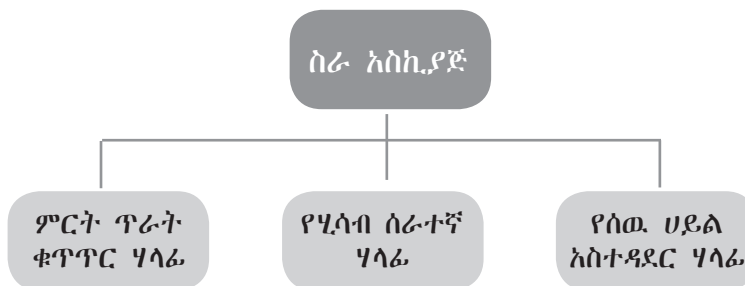 ስራ አስኪያጅ
ምርት ጥራት
ቁጥጥር ሃላፊ
የሂሳብ ሰራተኛ
ሃላፊ
የሰዉ ሀይል
አስተዳደር ሃላፊ